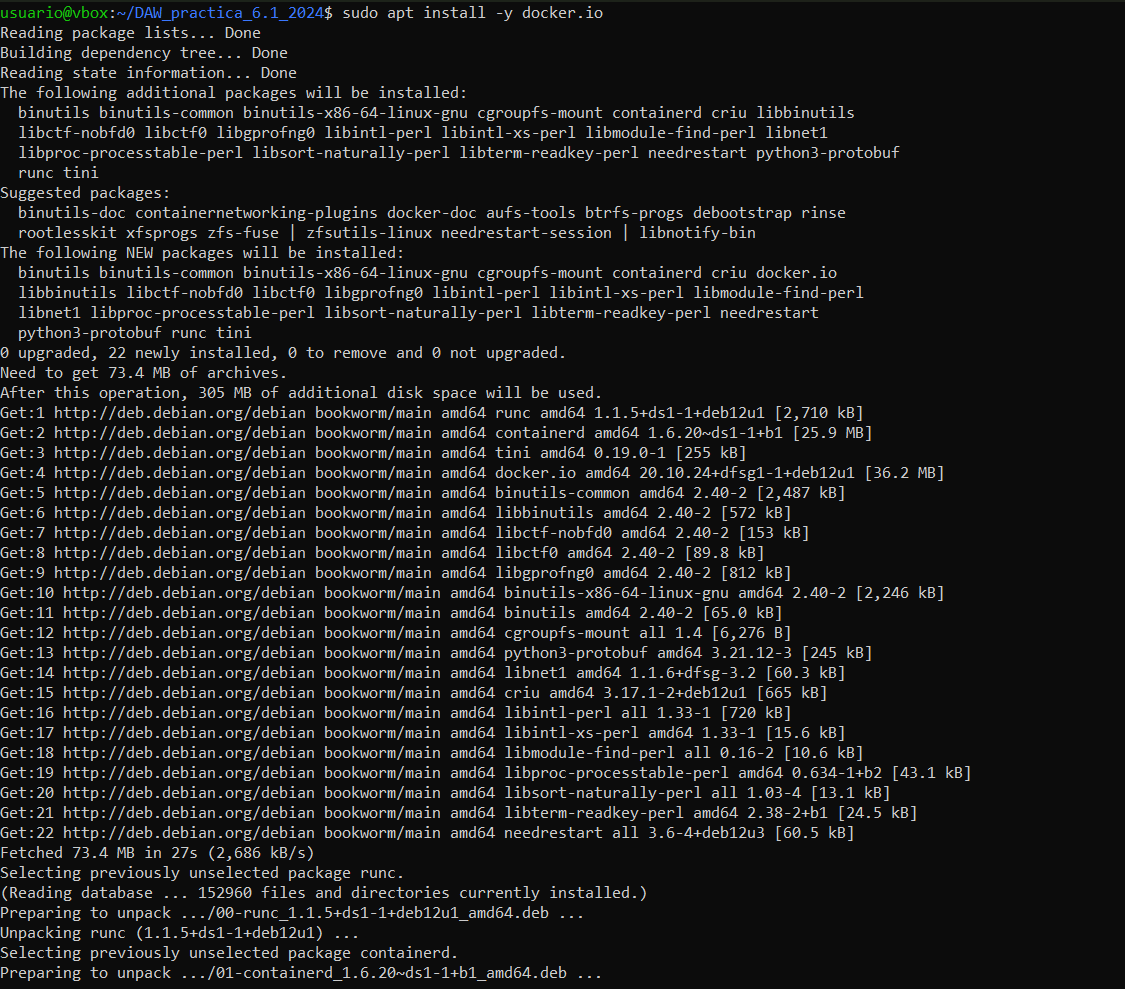 usuario@vbox:~/DAW_practica_6.1_2024$ sudo apt install -y docker.io
Reading package lists... Done
Building dependency tree... Done
Reading state information... Done
The following additional packages will be installed:
  binutils binutils-common binutils-x86-64-linux-gnu cgroupfs-mount containerd criu libbinutils
  libctf-nobfd0 libctf0 libgprofng0 libintl-perl libintl-xs-perl libmodule-find-perl libnet1
  libproc-processtable-perl libsort-naturally-perl libterm-readkey-perl needrestart python3-protobuf
  runc tini
Suggested packages:
  binutils-doc containernetworking-plugins docker-doc aufs-tools btrfs-progs debootstrap rinse
  rootlesskit xfsprogs zfs-fuse | zfsutils-linux needrestart-session | libnotify-bin
The following NEW packages will be installed:
  binutils binutils-common binutils-x86-64-linux-gnu cgroupfs-mount containerd criu docker.io
  libbinutils libctf-nobfd0 libctf0 libgprofng0 libintl-perl libintl-xs-perl libmodule-find-perl
  libnet1 libproc-processtable-perl libsort-naturally-perl libterm-readkey-perl needrestart
  python3-protobuf runc tini
0 upgraded, 22 newly installed, 0 to remove and 0 not upgraded.
Need to get 73.4 MB of archives.
After this operation, 305 MB of additional disk space will be used.
Get:1 http://deb.debian.org/debian bookworm/main amd64 runc amd64 1.1.5+ds1-1+deb12u1 [2,710 kB]
Get:2 http://deb.debian.org/debian bookworm/main amd64 containerd amd64 1.6.20~ds1-1+b1 [25.9 MB]
Get:3 http://deb.debian.org/debian bookworm/main amd64 tini amd64 0.19.0-1 [255 kB]
Get:4 http://deb.debian.org/debian bookworm/main amd64 docker.io amd64 20.10.24+dfsg1-1+deb12u1 [36.2 MB]
Get:5 http://deb.debian.org/debian bookworm/main amd64 binutils-common amd64 2.40-2 [2,487 kB]
Get:6 http://deb.debian.org/debian bookworm/main amd64 libbinutils amd64 2.40-2 [572 kB]
Get:7 http://deb.debian.org/debian bookworm/main amd64 libctf-nobfd0 amd64 2.40-2 [153 kB]
Get:8 http://deb.debian.org/debian bookworm/main amd64 libctf0 amd64 2.40-2 [89.8 kB]
Get:9 http://deb.debian.org/debian bookworm/main amd64 libgprofng0 amd64 2.40-2 [812 kB]
Get:10 http://deb.debian.org/debian bookworm/main amd64 binutils-x86-64-linux-gnu amd64 2.40-2 [2,246 kB]
Get:11 http://deb.debian.org/debian bookworm/main amd64 binutils amd64 2.40-2 [65.0 kB]
Get:12 http://deb.debian.org/debian bookworm/main amd64 cgroupfs-mount all 1.4 [6,276 B]
Get:13 http://deb.debian.org/debian bookworm/main amd64 python3-protobuf amd64 3.21.12-3 [245 kB]
Get:14 http://deb.debian.org/debian bookworm/main amd64 libnet1 amd64 1.1.6+dfsg-3.2 [60.3 kB]
Get:15 http://deb.debian.org/debian bookworm/main amd64 criu amd64 3.17.1-2+deb12u1 [665 kB]
Get:16 http://deb.debian.org/debian bookworm/main amd64 libintl-perl all 1.33-1 [720 kB]
Get:17 http://deb.debian.org/debian bookworm/main amd64 libintl-xs-perl amd64 1.33-1 [15.6 kB]
Get:18 http://deb.debian.org/debian bookworm/main amd64 libmodule-find-perl all 0.16-2 [10.6 kB]
Get:19 http://deb.debian.org/debian bookworm/main amd64 libproc-processtable-perl amd64 0.634-1+b2 [43.1 kB]
Get:20 http://deb.debian.org/debian bookworm/main amd64 libsort-naturally-perl all 1.03-4 [13.1 kB]
Get:21 http://deb.debian.org/debian bookworm/main amd64 libterm-readkey-perl amd64 2.38-2+b1 [24.5 kB]
Get:22 http://deb.debian.org/debian bookworm/main amd64 needrestart all 3.6-4+deb12u3 [60.5 kB]
Fetched 73.4 MB in 27s (2,686 kB/s)
Selecting previously unselected package runc.
(Reading database ... 152960 files and directories currently installed.)
Preparing to unpack .../00-runc_1.1.5+ds1-1+deb12u1_amd64.deb ...
Unpacking runc (1.1.5+ds1-1+deb12u1) ...
Selecting previously unselected package containerd.
Preparing to unpack .../01-containerd_1.6.20~ds1-1+b1_amd64.deb ...